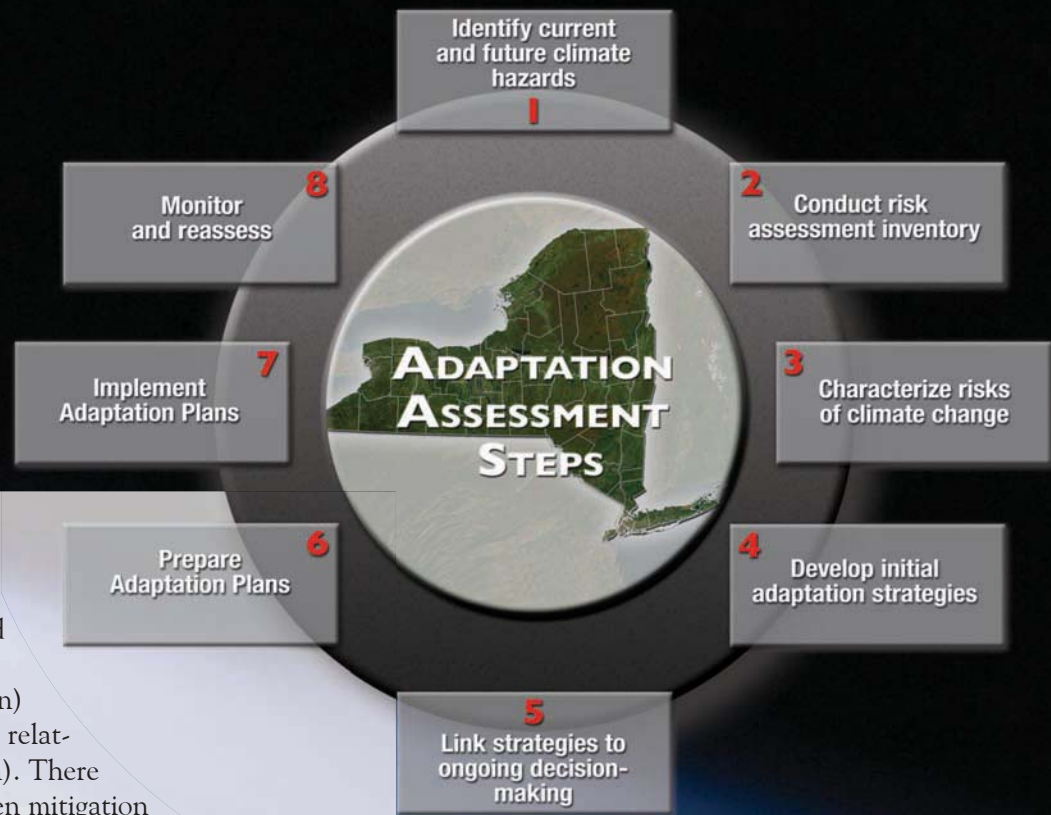 Identify current
and future climate
hazards
1
2
Conduct risk
assessment inventory
3
Characterize risks
of climate change
4
Develop initial
adaptation strategies
5
Link strategies to
ongoing decision-
making
6
Prepare
Adaptation Plans
7
Implement
Adaptation Plans
8
Monitor
and reassess
ADAPTATION
ASSESSMENT
STEPS
n)
relat-
). There
en mitigation